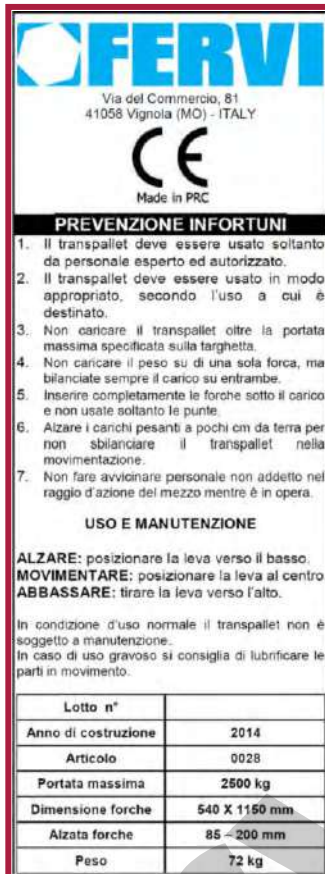 FERVI
Via del Commercio, 81
41058 Vignola (MO) - ITALY
CE
Made in PRC
PREVENZIONE INFORTUNI
1. Il transpallet deve essere usato soltanto
da personale esperto ed autorizzato.
2. Il transpallet deve essere usato in modo
appropriato, secondo l'uso a cui è
destinato.
3. Non caricare il transpallet oltre la portata
massima specificata sulla targhetta.
4. Non caricare il peso su di una sola forca, ma
bilanciate sempre il carico su entrambe.
5. Inserire completamente le forche sotto il carico
e non usate soltanto le punte.
6. Alzare i carichi pesanti a pochi cm da terra per
non sbilanciare il transpallet nella
movimentazione.
7. Non fare avvicinare personale non addetto nel
raggio d'azione del mezzo mentre è in opera.
USO E MANUTENZIONE
ALZARE: posizionare la leva verso il basso.
MOVIMENTARE: posizionare la leva al centro
ABBASSARE: tirare la leva verso l'alto.
In condizione d'uso normale il transpallet non è
soggetto a manutenzione.
In caso di uso gravoso si consiglia di lubrificare le
parti in movimento.
Lotto n°
Anno di costruzione 2014
Articolo 0028
Portata massima 2500 kg
Dimensione forche 540 X 1150 mm
Alzata forche 85 – 200 mm
Peso 72 kg